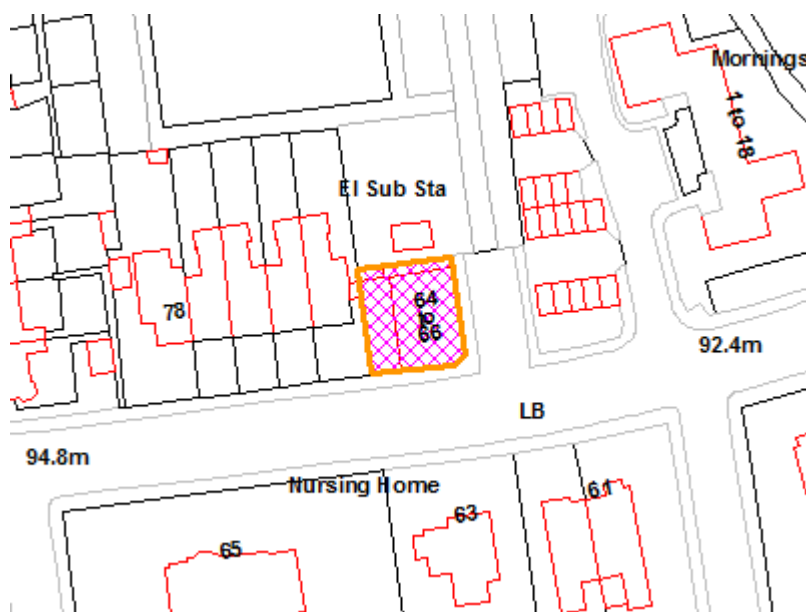 Mornings
1 to 18
El Sub Sta
64
to
66
78
92.4m
LB
94.8m
Nursing Home
61
63
65